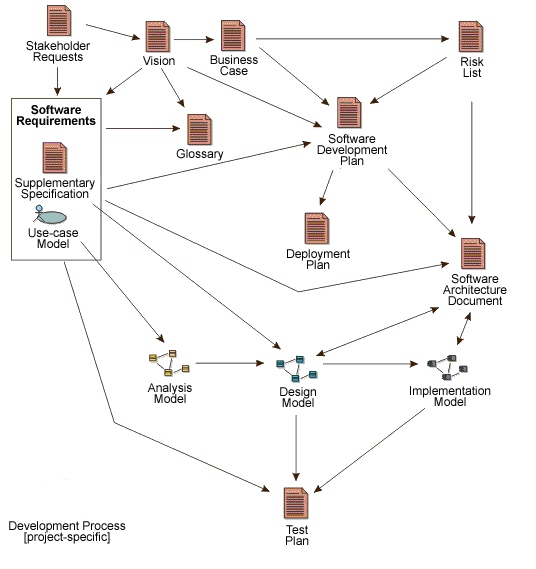 Stakeholder
Requests
Vision
Business
Case
Risk
List
Software
Requirements
Glossary
Software
Development
Plan
Supplementary
Specification
Use-case
Model
Deployment
Plan
Software
Architecture
Document
Analysis
Model
Design
Model
Implementation
Model
Test
Plan
Development Process
[project-specific]